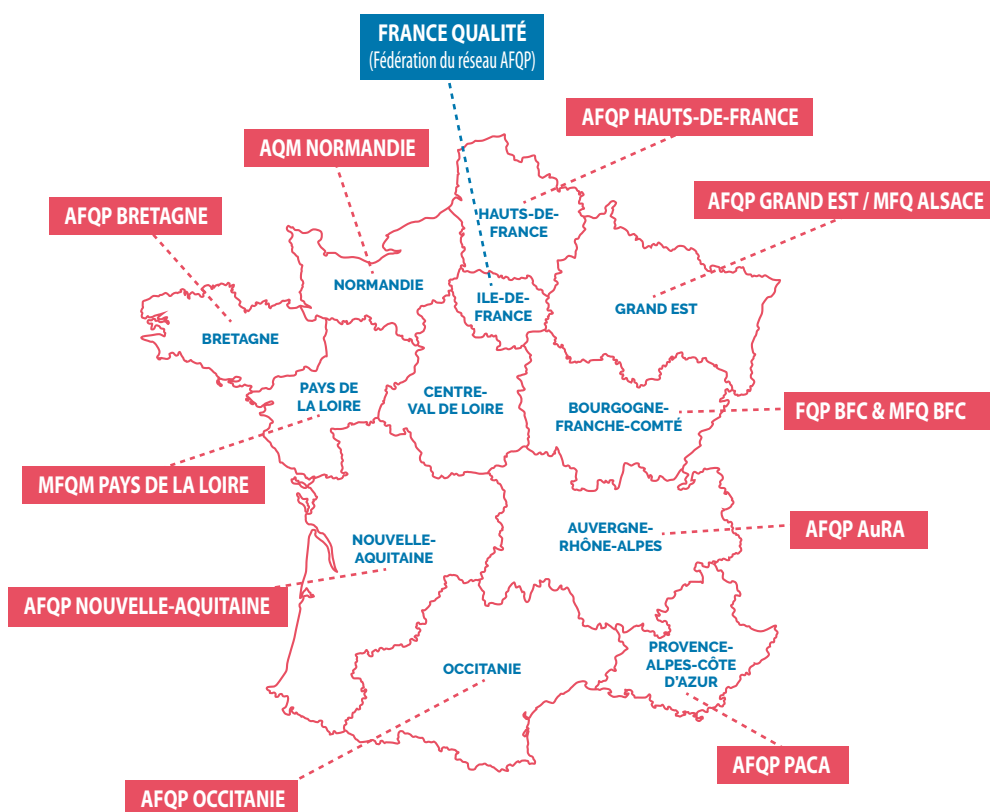 FRANCE QUALITÉ
(Fédération du réseau AFQP)
AFQP HAUTS-DE-FRANCE
AQM NORMANDIE
AFQP GRAND EST / MFQ ALSACE
AFQP BRETAGNE
HAUTS-DE-
FRANCE
NORMANDIE
ILE-DE-
FRANCE
GRAND EST
BRETAGNE
PAYS DE
LA LOIRE
CENTRE-
VAL DE LOIRE
BOURGOGNE-
FRANCHE-COMTÉ
FQP BFC & MFQ BFC
MFQM PAYS DE LA LOIRE
AUVERGNE-
RHÔNE-ALPES
AFQP AuRA
NOUVELLE-
AQUITAINE
AFQP NOUVELLE-AQUITAINE
PROVENCE-
ALPES-CÔTE
D'AZUR
OCCITANIE
AFQP PACA
AFQP OCCITANIE